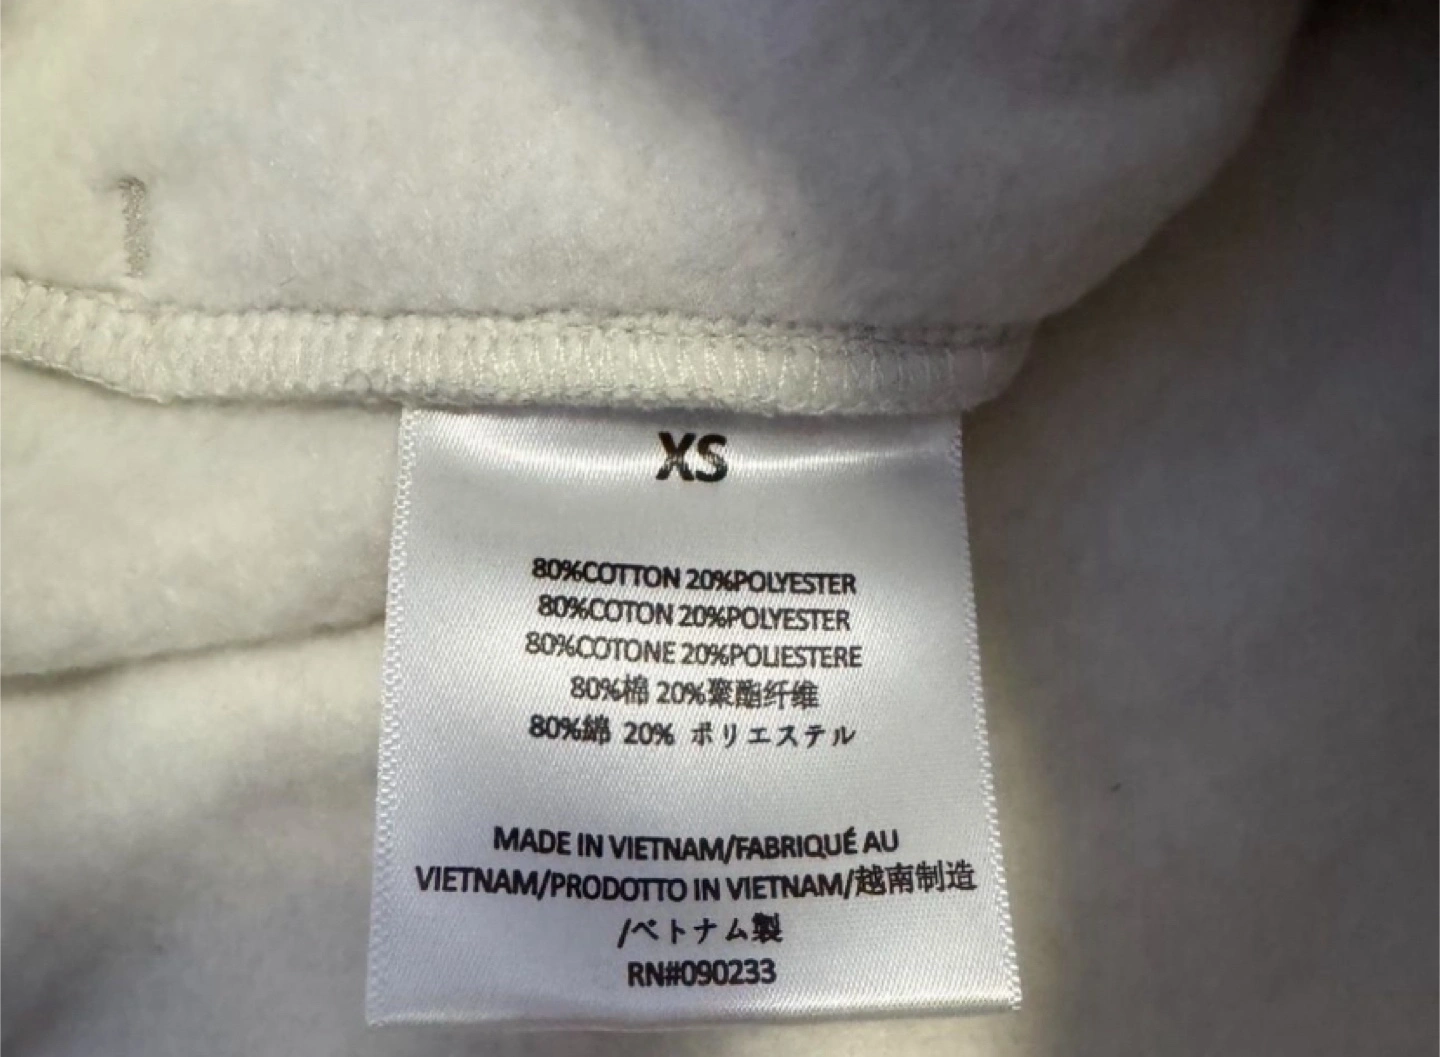 XS
80%COTTON 20%POLYESTER
80%COTON 20%POLYESTER
80%COTONE 20%POLIESTERE
80%棉 20%聚酯纤维
80%綿 20% ポリエステル
MADE IN VIETNAM/FABRIQUÉ AU
VIETNAM/PRODOTTO IN VIETNAM/越南制造
/ベトナム製
RN#090233